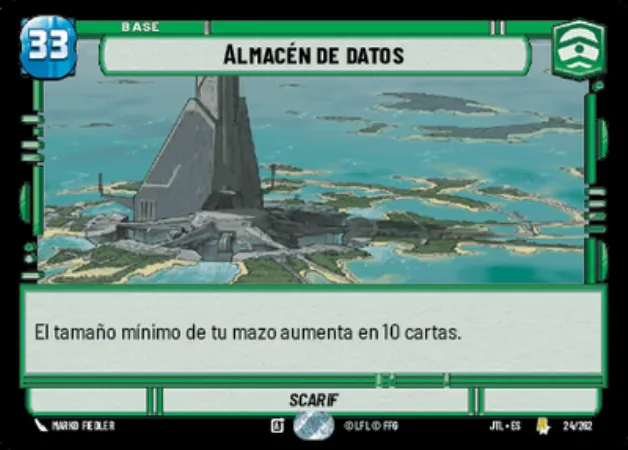 BASE
33
ALMACÉN DE DATOS
El tamaño mínimo de tu mazo aumenta en 10 cartas.
SCARIF
MARKO FIEDLER
© LFL © FFG
JTL • ES
24/262